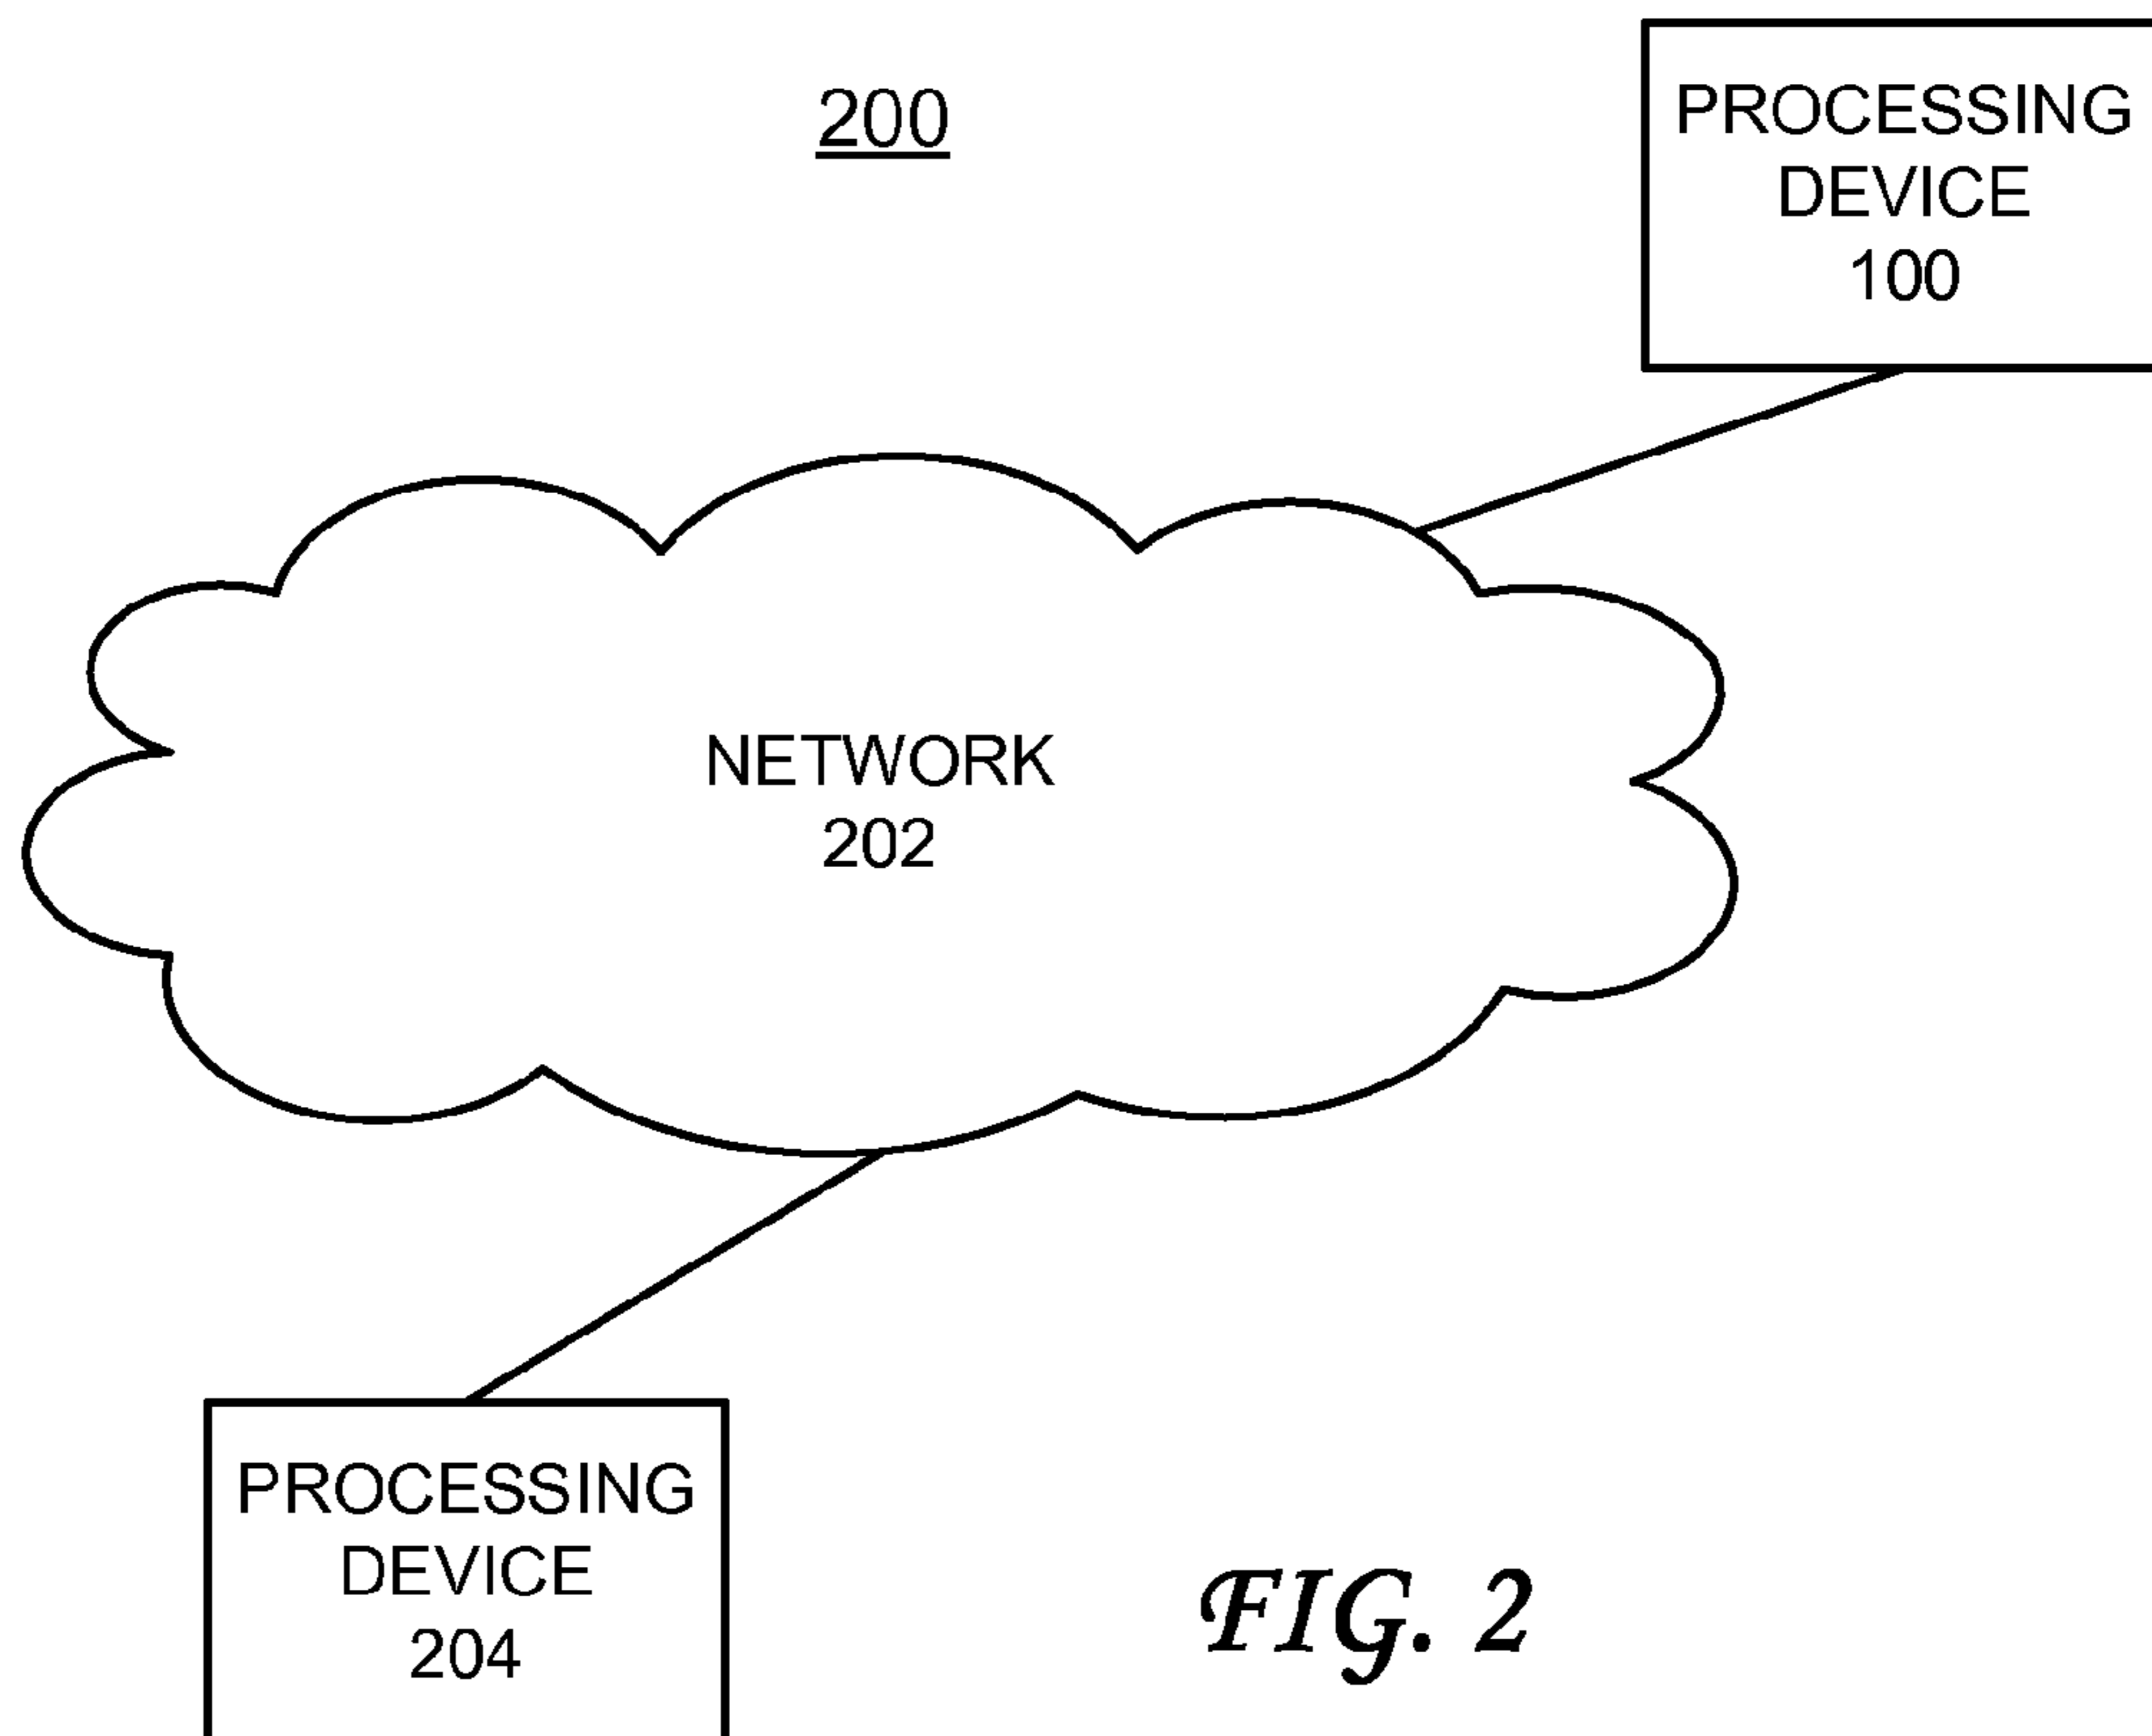 200
PROCESSING
DEVICE
100
NETWORK
202
PROCESSING
DEVICE
204
FIG. 2